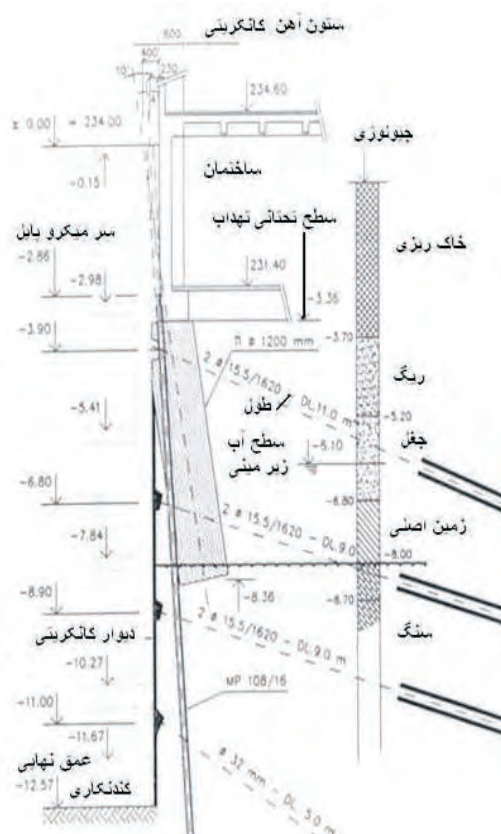 ستون آهن کانکریتی
600
400
10
230
234.60
± 0.00 = 234.00
جیولوژی
-0.15
ساختمان
سطح تحتانی تهداب
خاک ریزی
سر میکرو پایل
-2.86
-2.98
231.40
-3.36
-3.90
-3.70
2 ø 15.5/1620 - DL.11.0 m
ø 1200 mm
ریگ
طول
-5.41
-5.20
سطح آب
زیر مینی
-6.10
جغل
-6.80
-6.80
2 ø 15.5/1620 - DL.9.0
زمین اصلی
-7.84
-8.00
-8.36
-8.70
-8.90
2 ø 15.5/1620 - DL.9.0 m
سنگ
دیوار کانکریتی
-10.27
MP 108/16
-11.00
-11.67
ø 32 mm - DL. 5.0 m
عمق نهایی
-12.57
کندنکاری